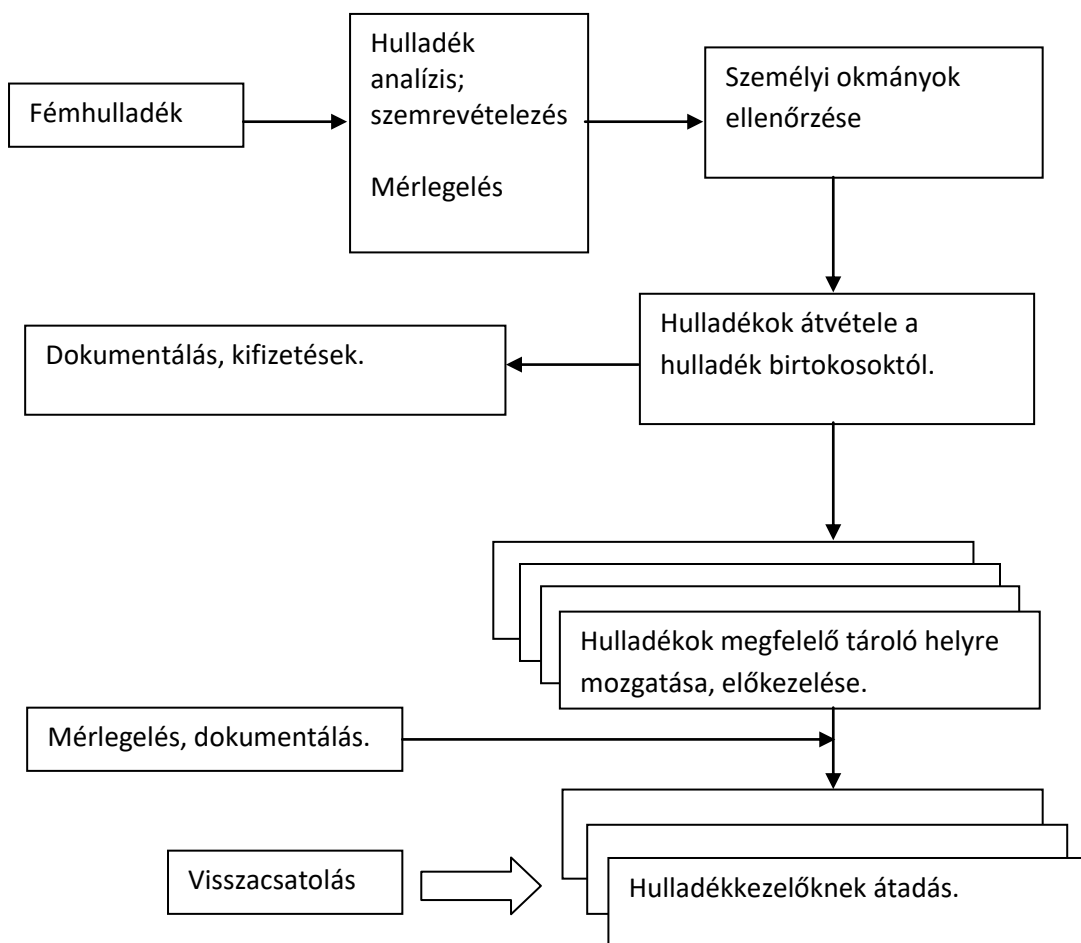 Fémhulladék
Hulladék
analízis;
szemrevételezés
Mérlegelés
Személyi okmányok
ellenőrzése
Hulladékok átvétele a
hulladék birtokosoktól.
Dokumentálás, kifizetések.
Hulladékok megfelelő tároló helyre
mozgatása, előkezelése.
Mérlegelés, dokumentálás.
Visszacsatolás
Hulladékkezelőknek átadás.